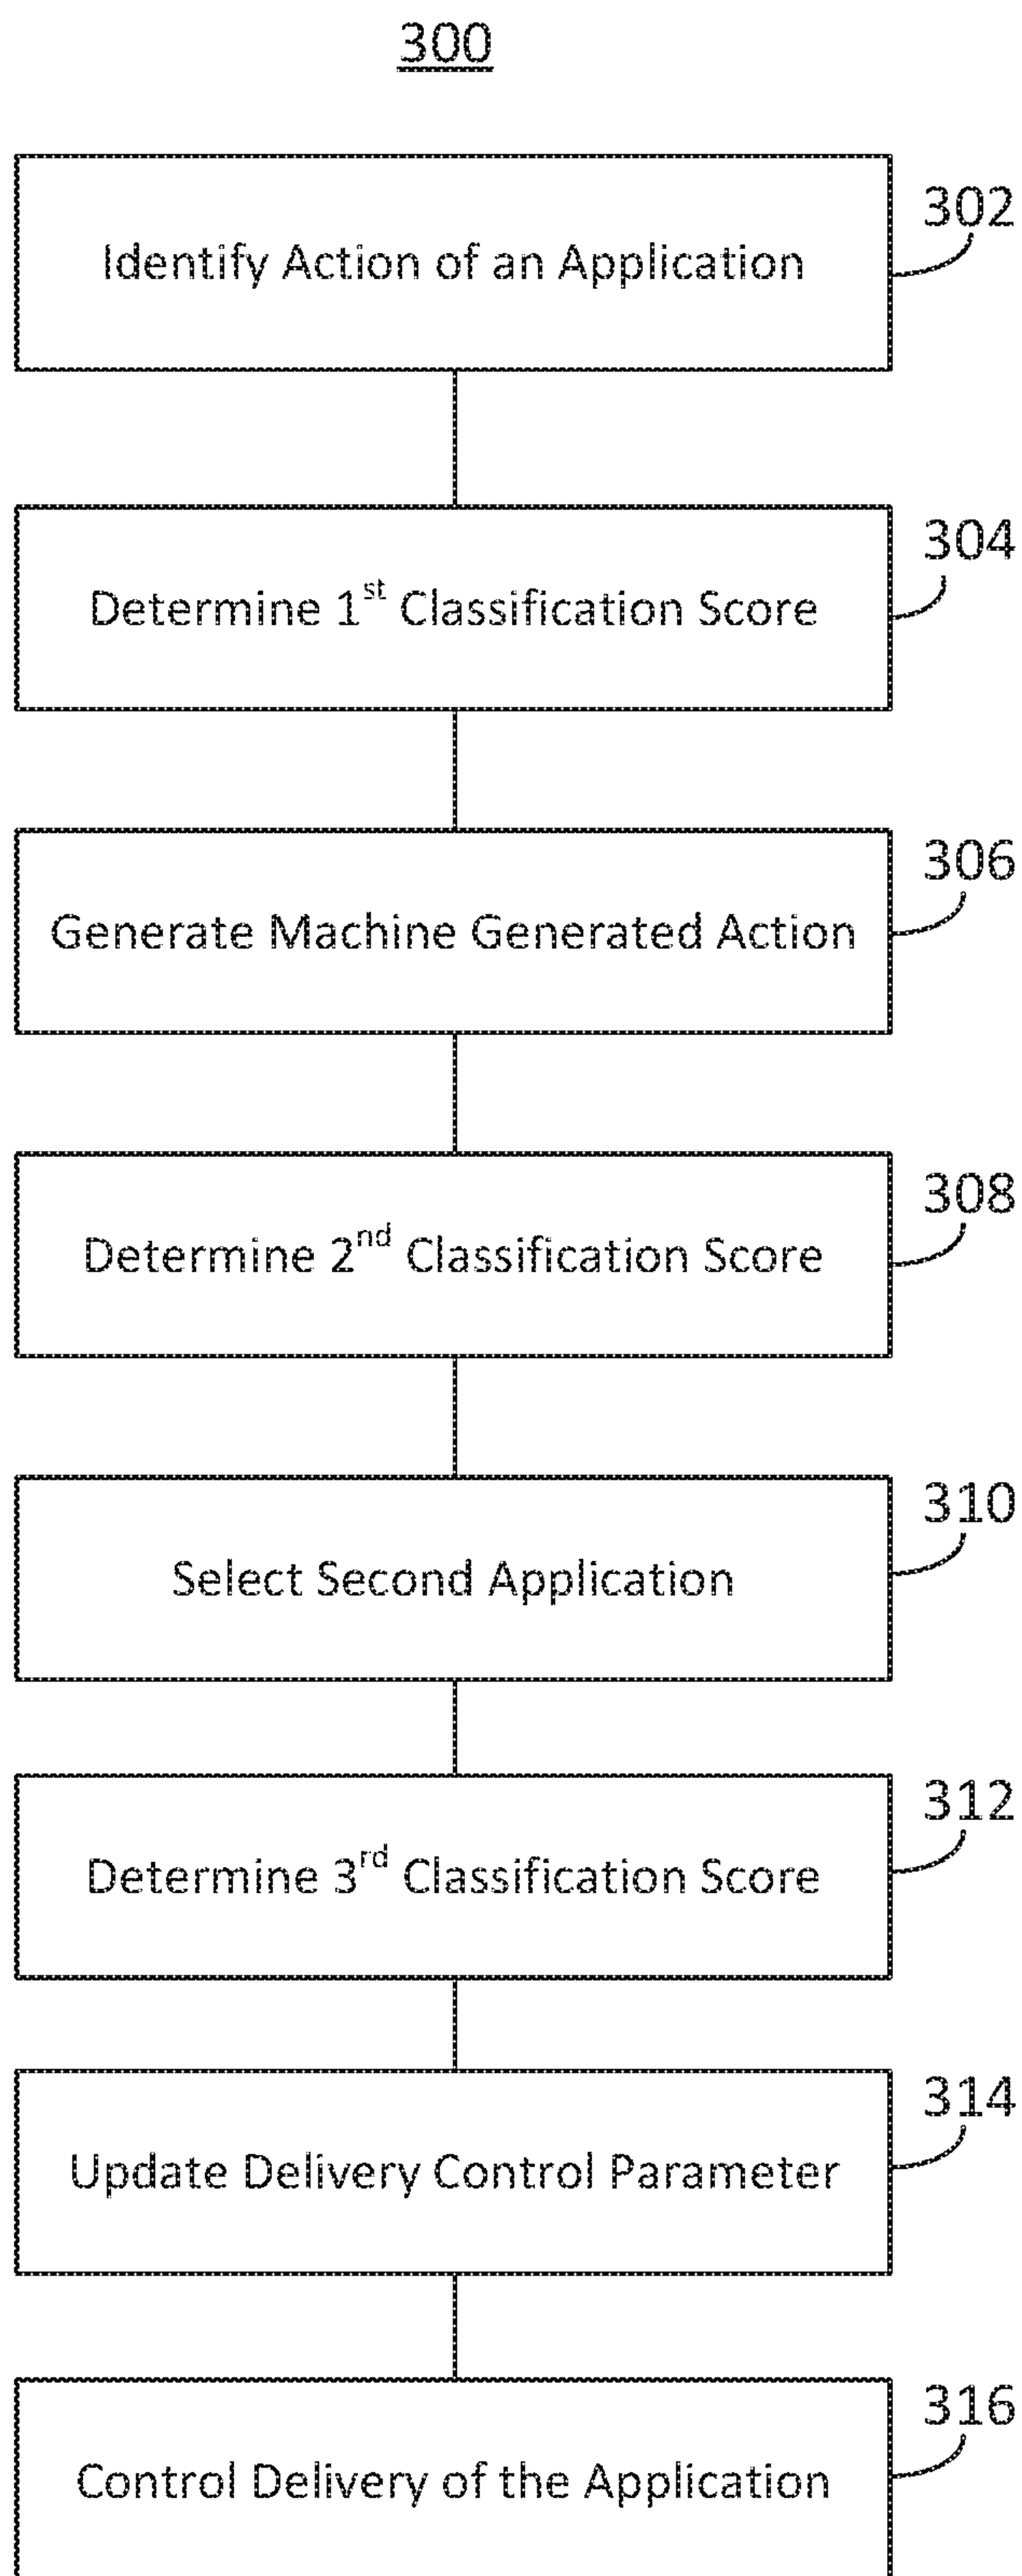 300
Identify Action of an Application
302
Determine 1st Classification Score
304
Generate Machine Generated Action
306
Determine 2nd Classification Score
308
Select Second Application
310
Determine 3rd Classification Score
312
Update Delivery Control Parameter
314
Control Delivery of the Application
316